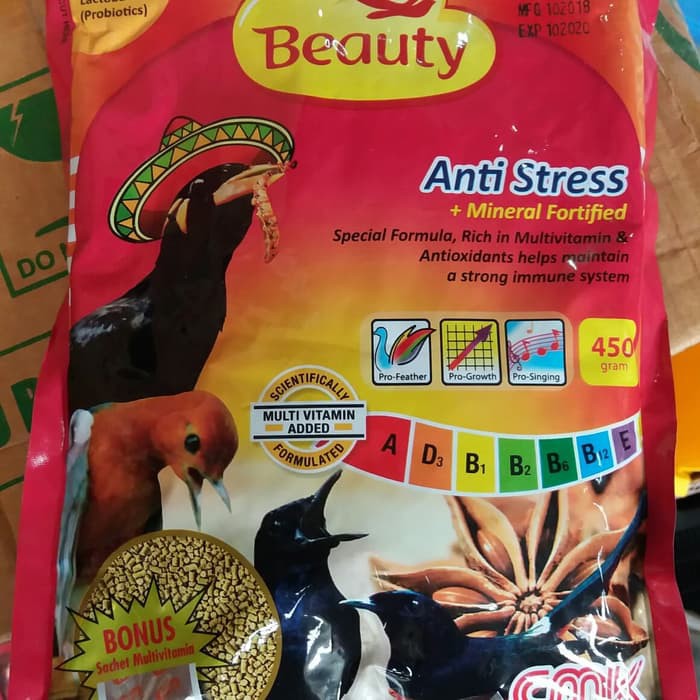 (Probiotics)
MFG 102018
EXP 102020
Beauty
Anti Stress
+ Mineral Fortified
Special Formula, Rich in Multivitamin &
Antioxidants helps maintain
a strong immune system
Pro-Feather
Pro-Growth
Pro-Singing
450
gram
SCIENTIFICALLY
MULTI VITAMIN
ADDED
FORMULATED
A D3 B1 B2 B6 B12 E
DO
BONUS
Sachet Multivitamin